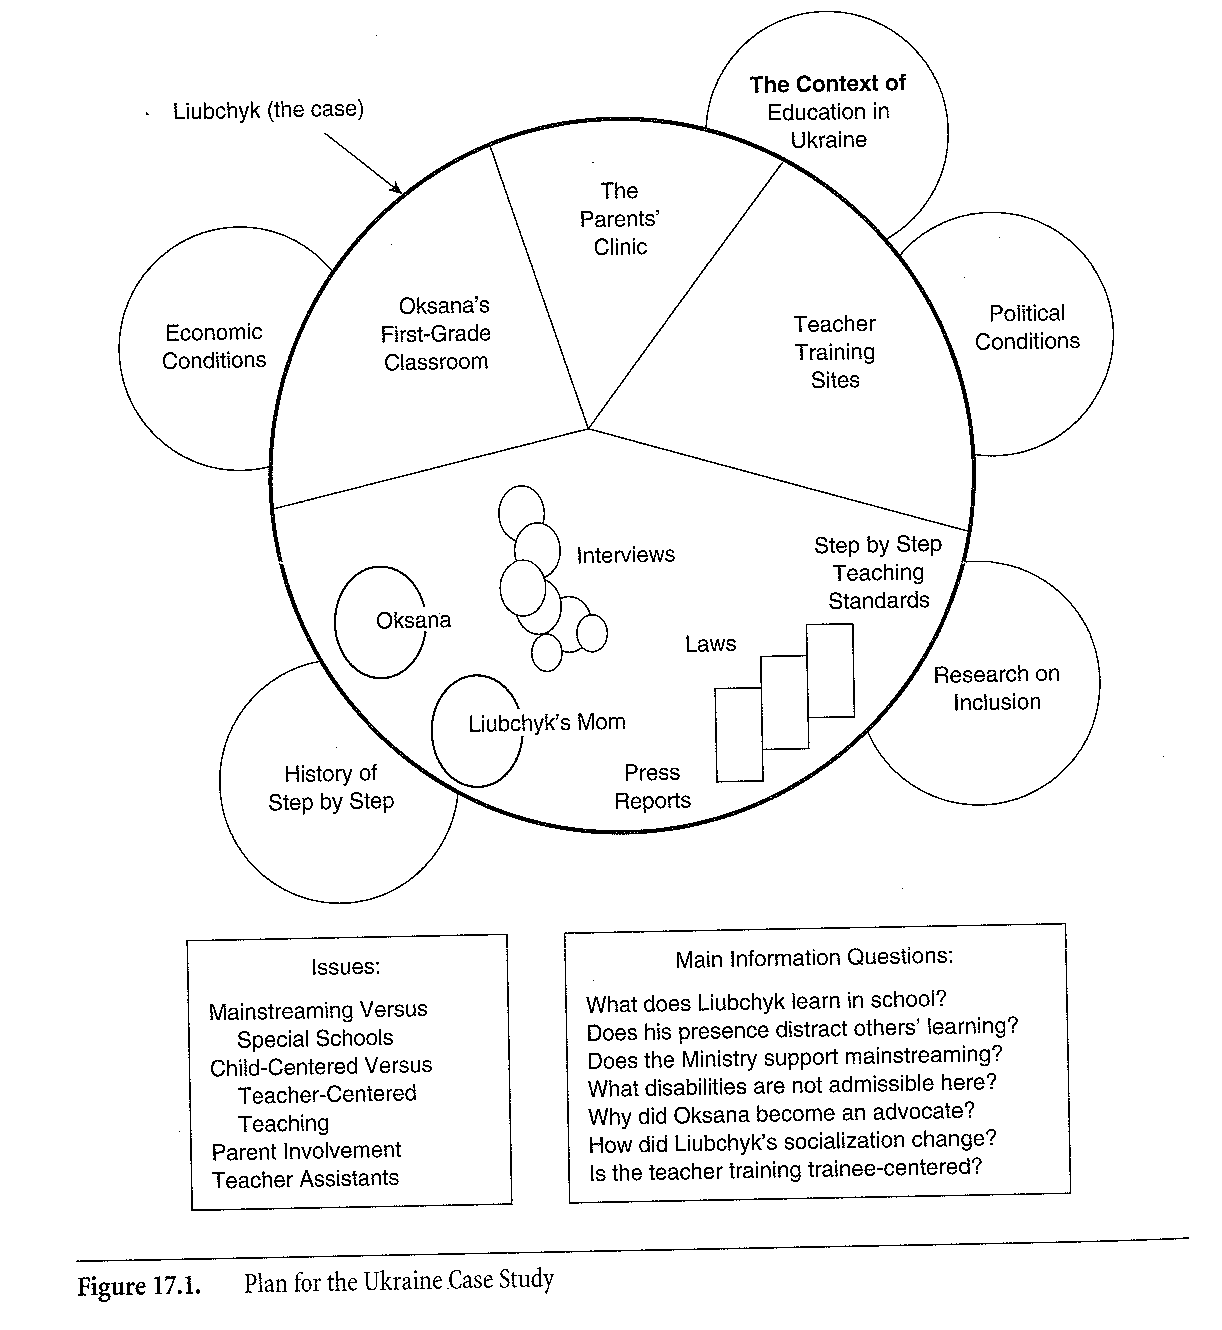 Liubchyk (the case)
The Context of
Education in
Ukraine
The
Parents'
Clinic
Economic
Conditions
Oksana's
First-Grade
Classroom
Teacher
Training
Sites
Political
Conditions
Interviews
Step by Step
Teaching
Standards
Oksana
Laws
Research on
Inclusion
Liubchyk's Mom
History of
Step by Step
Press
Reports
Issues:
Mainstreaming Versus
Special Schools
Child-Centered Versus
Teacher-Centered
Teaching
Parent Involvement
Teacher Assistants
Main Information Questions:
What does Liubchyk learn in school?
Does his presence distract others' learning?
Does the Ministry support mainstreaming?
What disabilities are not admissible here?
Why did Oksana become an advocate?
How did Liubchyk's socialization change?
Is the teacher training trainee-centered?
Figure 17.1. Plan for the Ukraine Case Study